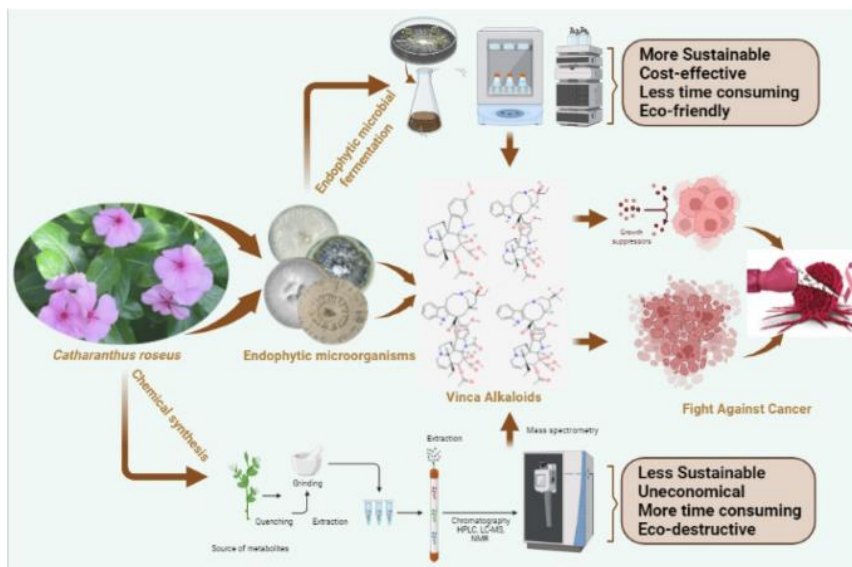 More Sustainable
Cost-effective
Less time consuming
Eco-friendly
Endophytic microbial
fermentation
Growth
suppressors
Catharanthus roseus
Endophytic microorganisms
Vinca Alkaloids
Fight Against Cancer
Chemical synthesis
Extraction
Mass spectrometry
Grinding
Quenching
Extraction
Source of metabolites
Chromatography
HPLC, LC-MS,
NMR
Less Sustainable
Uneconomical
More time consuming
Eco-destructive